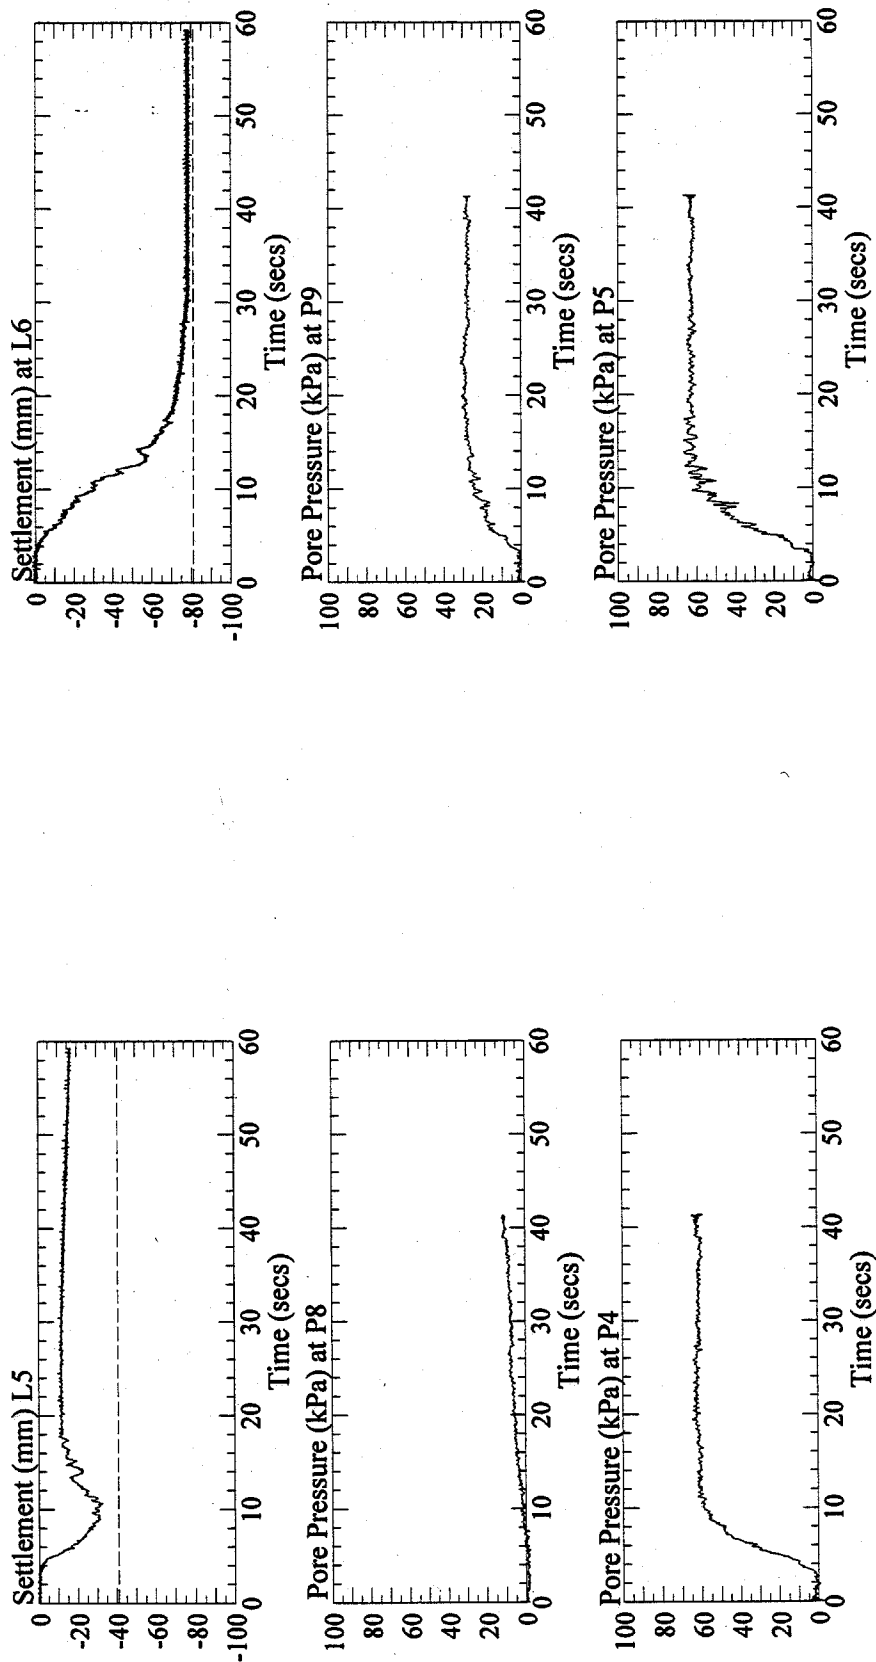 Settlement (mm) L5
0
-20
-40
-60
-80
-100
0 10 20 30 40 50 60
Time (secs)
Pore Pressure (kPa) at P8
100
80
60
40
20
0
0 10 20 30 40 50 60
Time (secs)
Pore Pressure (kPa) at P4
100
80
60
40
20
0
0 10 20 30 40 50 60
Time (secs)
Settlement (mm) at L6
0
-20
-40
-60
-80
-100
0 10 20 30 40 50 60
Time (secs)
Pore Pressure (kPa) at P9
100
80
60
40
20
0
0 10 20 30 40 50 60
Time (secs)
Pore Pressure (kPa) at P5
100
80
60
40
20
0
0 10 20 30 40 50 60
Time (secs)